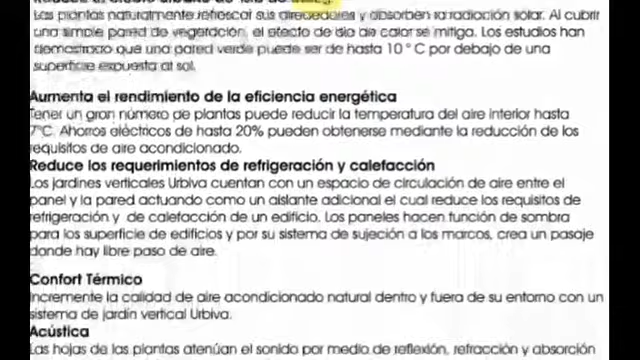 Las plantas naturalmente refrescar sus alrededores y absorben la radiación solar. Al cubrir
una simple pared de vegetación, el efecto de isla de calor se mitiga. Los estudios han
demostrado que una pared verde puede ser de hasta 10 ° C por debajo de una
superficie expuesta al sol.
Aumenta el rendimiento de la eficiencia energética
Tener un gran número de plantas puede reducir la temperatura del aire interior hasta
7°C. Ahorros eléctricos de hasta 20% pueden obtenerse mediante la reducción de los
requisitos de aire acondicionado.
Reduce los requerimientos de refrigeración y calefacción
Los jardines verticales Urbiva cuentan con un espacio de circulación de aire entre el
panel y la pared actuando como un aislante adicional el cual reduce los requisitos de
refrigeración y de calefacción de un edificio. Los paneles hacen función de sombra
para los superficie de edificios y por su sistema de sujeción a los marcos, crea un pasaje
donde hay libre paso de aire.
Confort Térmico
Incremente la calidad de aire acondicionado natural dentro y fuera de su entorno con un
sistema de jardín vertical Urbiva.
Acústica
Las hojas de las plantas atenúan el sonido por medio de reflexión, refracción y absorción